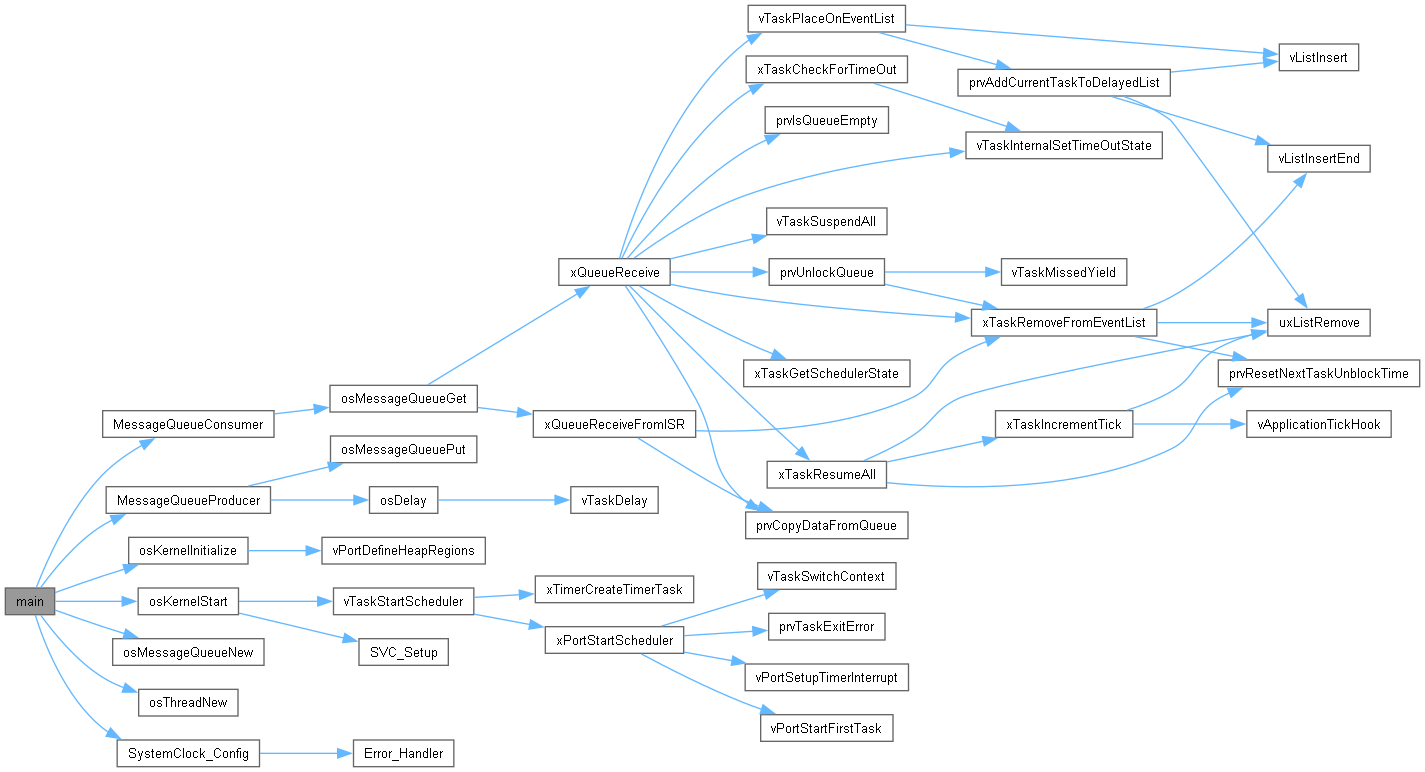 vTaskPlaceOnEventList
vListInsert
xTaskCheckForTimeOut
prvAddCurrentTaskToDelayedList
prvIsQueueEmpty
vTaskInternalSetTimeOutState
vListInsertEnd
vTaskSuspendAll
xQueueReceive
prvUnlockQueue
vTaskMissedYield
xTaskRemoveFromEventList
uxListRemove
xTaskGetSchedulerState
prvResetNextTaskUnblockTime
osMessageQueueGet
MessageQueueConsumer
xQueueReceiveFromISR
xTaskIncrementTick
vApplicationTickHook
osMessageQueuePut
xTaskResumeAll
MessageQueueProducer
osDelay
vTaskDelay
prvCopyDataFromQueue
osKernelInitialize
vPortDefineHeapRegions
vTaskSwitchContext
xTimerCreateTimerTask
main
osKernelStart
vTaskStartScheduler
prvTaskExitError
xPortStartScheduler
osMessageQueueNew
SVC_Setup
vPortSetupTimerInterrupt
osThreadNew
vPortStartFirstTask
SystemClock_Config
Error_Handler